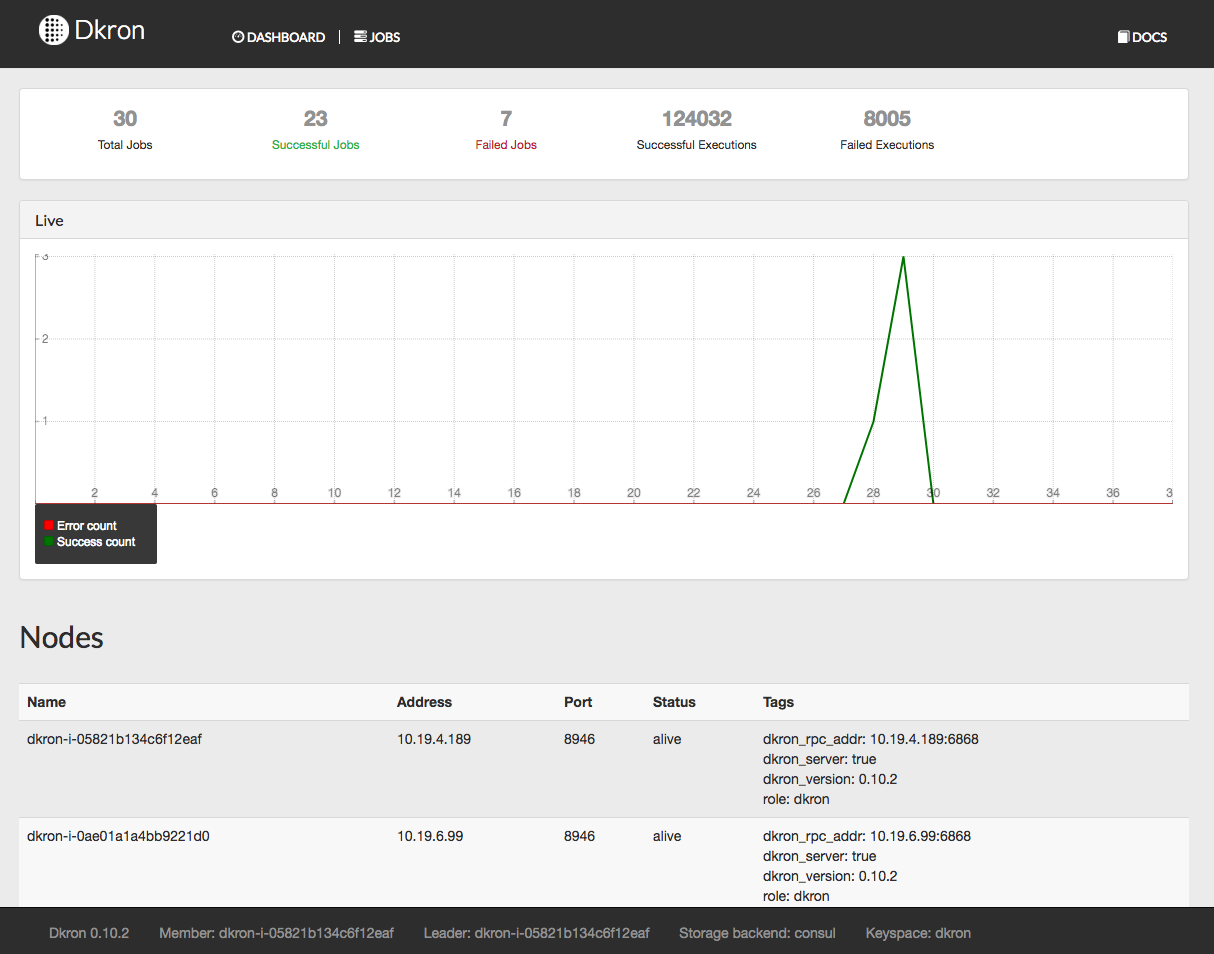 Dkron
DASHBOARD | JOBS DOCS
30 23 7 124032 8005
Total Jobs Successful Jobs Failed Jobs Successful Executions Failed Executions
Live
3
2
1
2 4 6 8 10 12 14 16 18 20 22 24 26 28 30 32 34 36 3
Error count
Success count
Nodes
Name Address Port Status Tags
dkron-i-05821b134c6f12eaf 10.19.4.189 8946 alive dkron_rpc_addr: 10.19.4.189:6868
dkron_server: true
dkron_version: 0.10.2
role: dkron
dkron-i-0ae01a1a4bb9221d0 10.19.6.99 8946 alive dkron_rpc_addr: 10.19.6.99:6868
dkron_server: true
dkron_version: 0.10.2
role: dkron
Dkron 0.10.2 Member: dkron-i-05821b134c6f12eaf Leader: dkron-i-05821b134c6f12eaf Storage backend: consul Keyspace: dkron